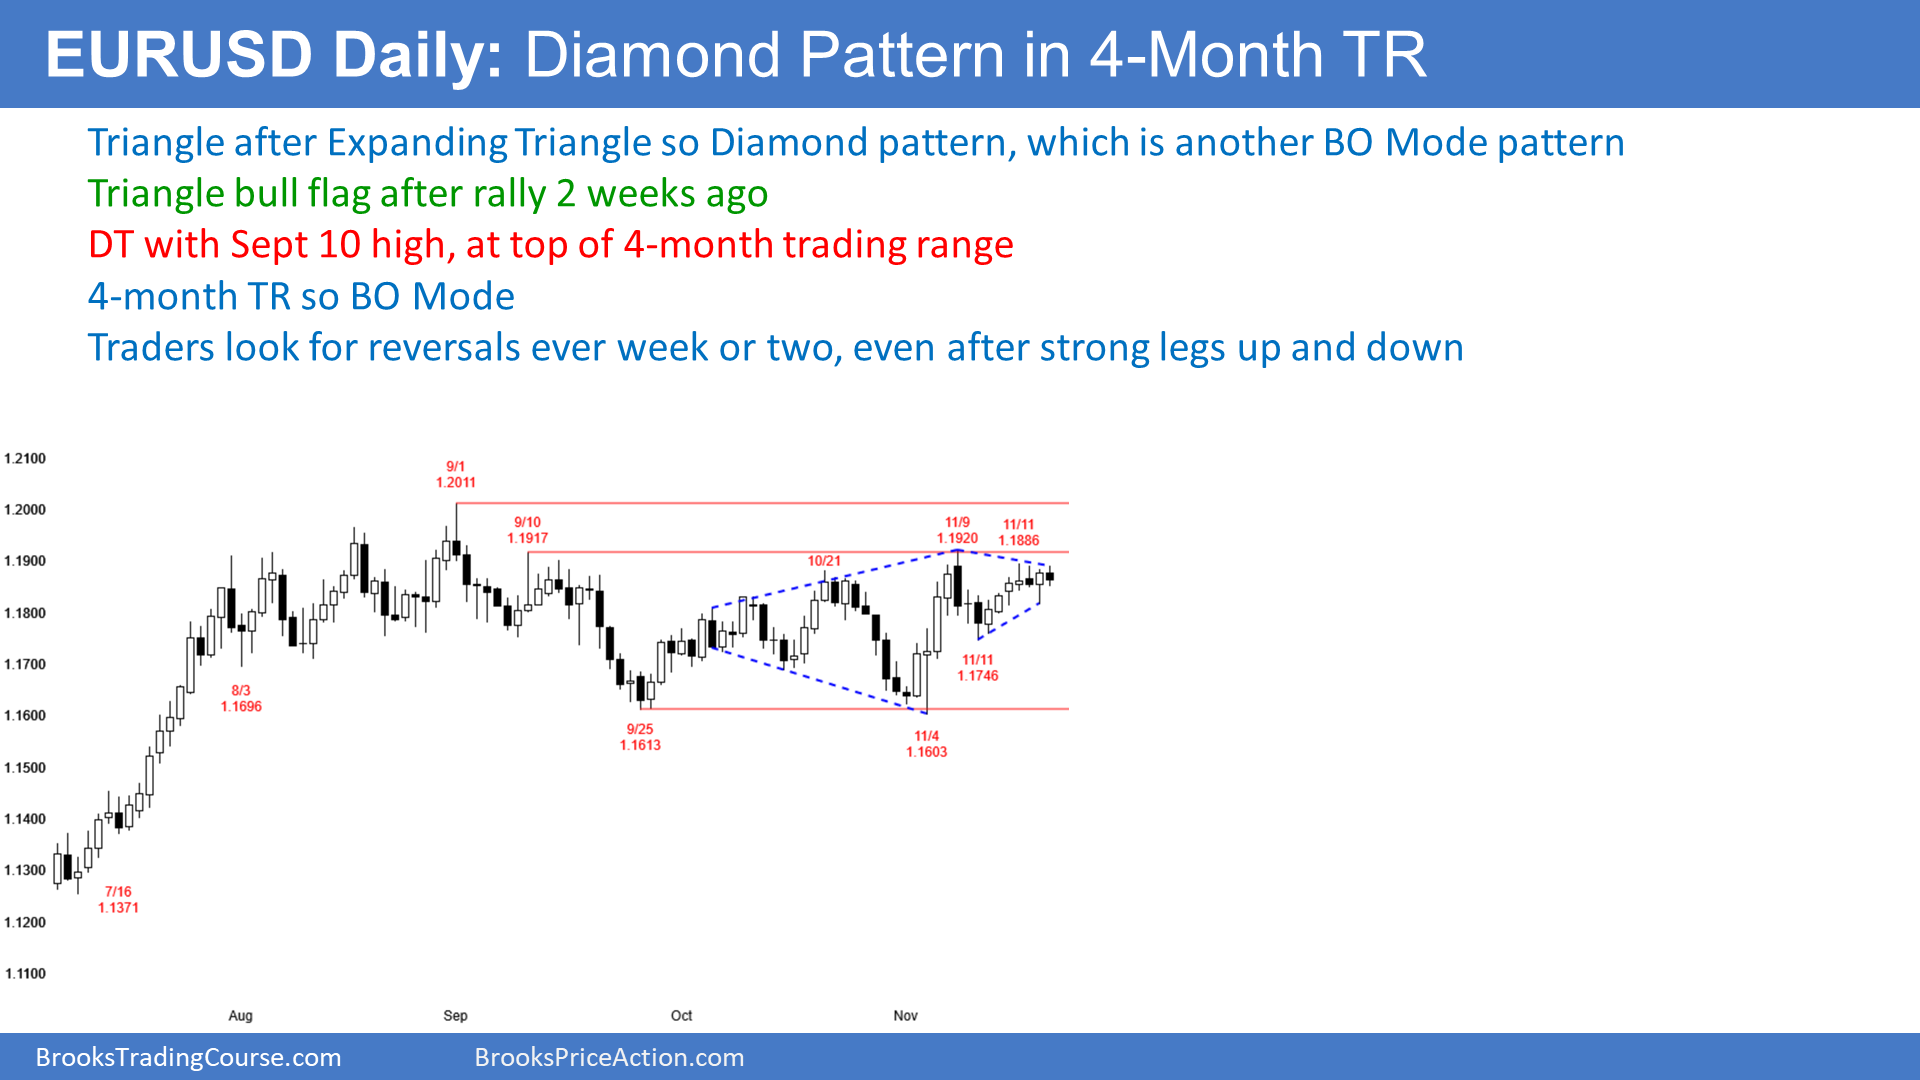 EURUSD Daily: Diamond Pattern in 4-Month TR
Triangle after Expanding Triangle so Diamond pattern, which is another BO Mode pattern
Triangle bull flag after rally 2 weeks ago
DT with Sept 10 high, at top of 4-month trading range
4-month TR so BO Mode
Traders look for reversals ever week or two, even after strong legs up and down
1.2100
1.2000
1.1900
1.1800
1.1700
1.1600
1.1500
1.1400
1.1300
1.1200
1.1100
7/16
1.1371
8/3
1.1696
9/1
1.2011
9/10
1.1917
9/25
1.1613
10/21
11/4
1.1603
11/9
1.1920
11/11
1.1746
11/11
1.1886
Aug
Sep
Oct
Nov
BrooksTradingCourse.com
BrooksPriceAction.com